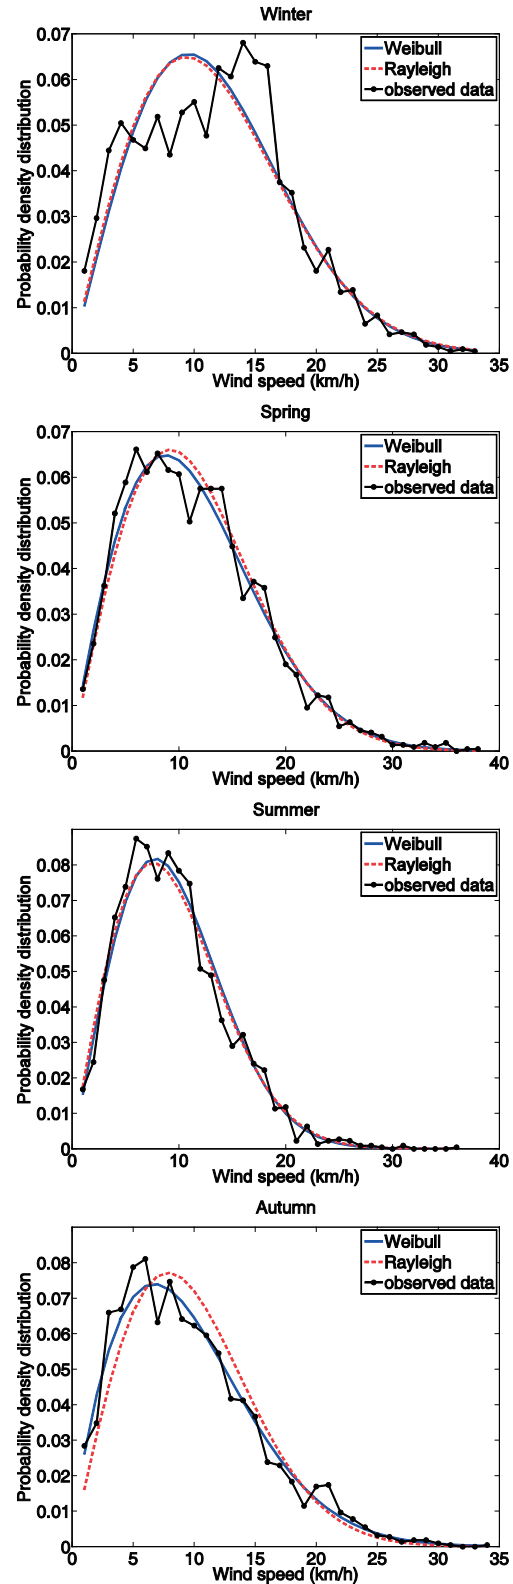 Winter
Probability density distribution
0.07
0.06
0.05
0.04
0.03
0.02
0.01
0
Weibull
Rayleigh
observed data
0 5 10 15 20 25 30 35
Wind speed (km/h)
Spring
Probability density distribution
0.07
0.06
0.05
0.04
0.03
0.02
0.01
0
Weibull
Rayleigh
observed data
0 10 20 30 40
Wind speed (km/h)
Summer
Probability density distribution
0.08
0.07
0.06
0.05
0.04
0.03
0.02
0.01
0
Weibull
Rayleigh
observed data
0 10 20 30 40
Wind speed (km/h)
Autumn
Probability density distribution
0.08
0.07
0.06
0.05
0.04
0.03
0.02
0.01
0
Weibull
Rayleigh
observed data
0 5 10 15 20 25 30 35
Wind speed (km/h)